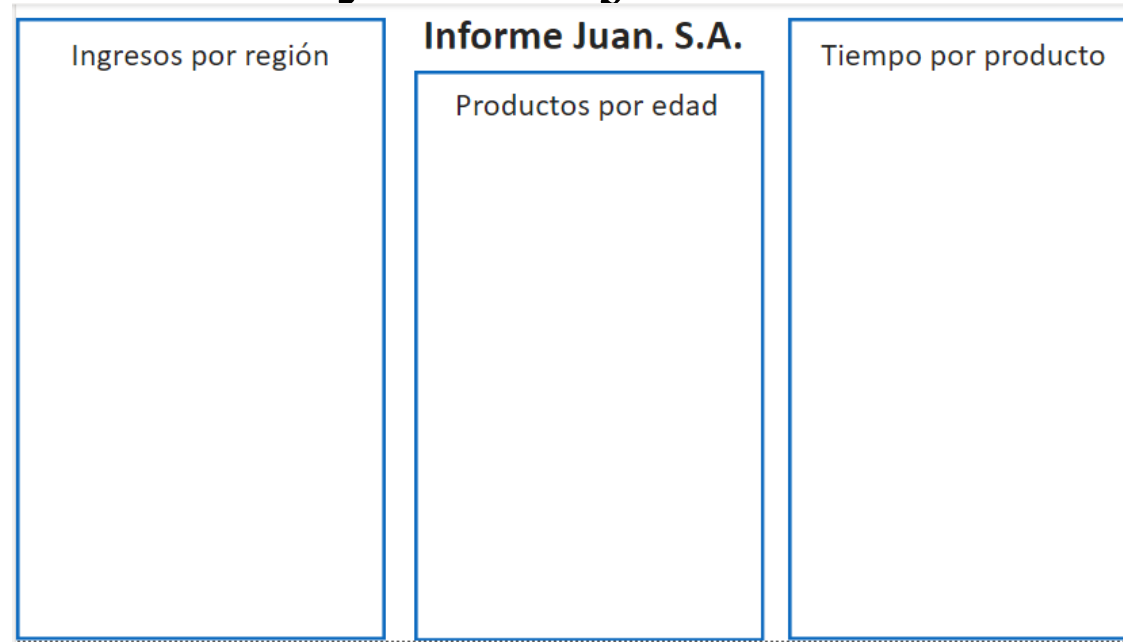 Informe Juan. S.A.
Ingresos por región
Productos por edad
Tiempo por producto